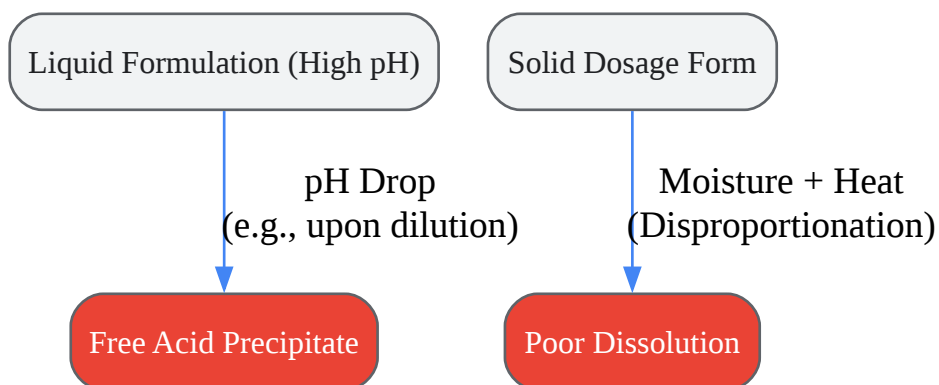 Liquid Formulation (High pH)
Solid Dosage Form
pH Drop
(e.g., upon dilution)
Moisture + Heat
(Disproportionation)
Free Acid Precipitate
Poor Dissolution